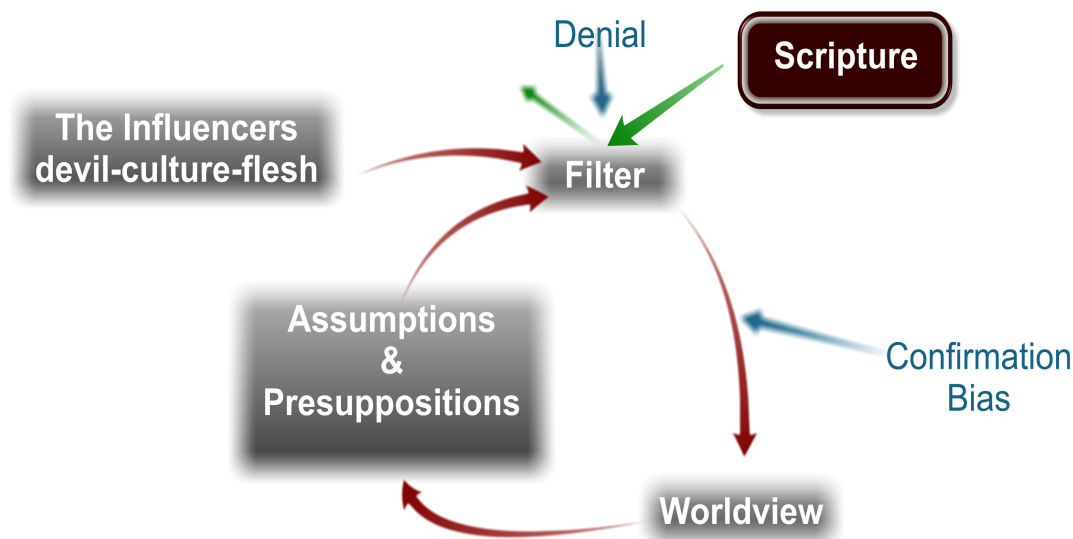 Denial
Scripture
The Influencers
devil-culture-flesh
Filter
Assumptions
&
Presuppositions
Confirmation
Bias
Worldview